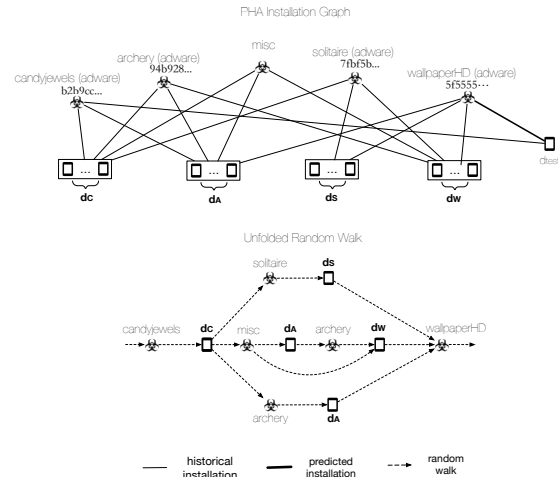 PHA Installation Graph
misc
archery (adware)
94b928...
solitaire (adware)
7fbf5b...
candyjewels (adware)
b2b9cc...
wallpaperHD (adware)
5f5555...
dtest
... ... ... ...
dC dA dS dW
Unfolded Random Walk
solitaire dS
candyjewels dC misc dA archery dW wallpaperHD
archery dA
historical installation
predicted installation
random walk